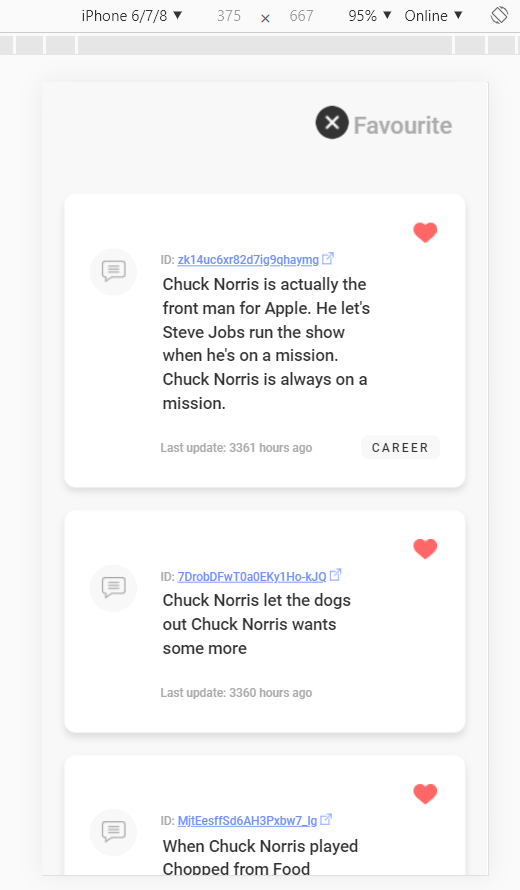 iPhone 6/7/8 ▼ 375 × 667 95% ▼ Online ▼
Favourite
ID: zk14uc6xr82d7ig9qhaymg
Chuck Norris is actually the
front man for Apple. He let's
Steve Jobs run the show
when he's on a mission.
Chuck Norris is always on a
mission.
Last update: 3361 hours ago CAREER
ID: 7DrobDFwT0a0EKy1Ho-kJQ
Chuck Norris let the dogs
out Chuck Norris wants
some more
Last update: 3360 hours ago
ID: MjtEesffSd6AH3Pxbw7_lg
When Chuck Norris played
Chopped from Food